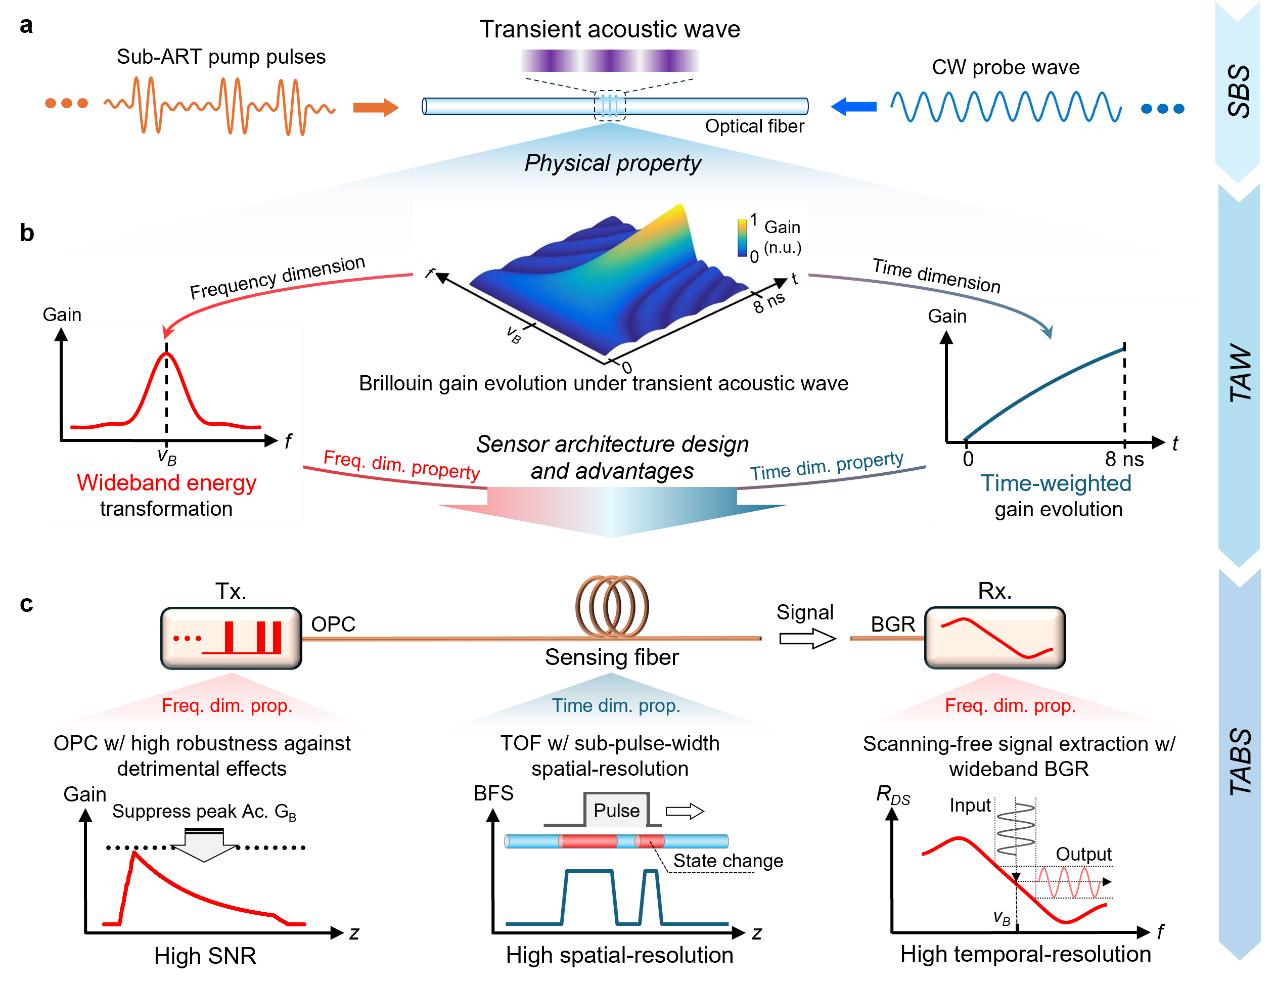 a
Transient acoustic wave
Sub-ART pump pulses
CW probe wave
Optical fiber
SBS
Physical property
b
1
Gain
(n.u.)
0
f
t
8 ns
ν_B
0
Frequency dimension
Time dimension
Brillouin gain evolution under transient acoustic wave
Gain
f
ν_B
Wideband energy
transformation
Gain
t
0
8 ns
Time-weighted
gain evolution
Sensor architecture design
and advantages
Freq. dim. property
Time dim. property
TAW
c
Tx.
OPC
Sensing fiber
Signal
BGR
Rx.
Freq. dim. prop.
Time dim. prop.
Freq. dim. prop.
OPC w/ high robustness against
detrimental effects
TOF w/ sub-pulse-width
spatial-resolution
Scanning-free signal extraction w/
wideband BGR
Gain
Suppress peak Ac. G_B
z
High SNR
BFS
Pulse
State change
z
High spatial-resolution
R_DS
Input
Output
ν_B
f
High temporal-resolution
TABS